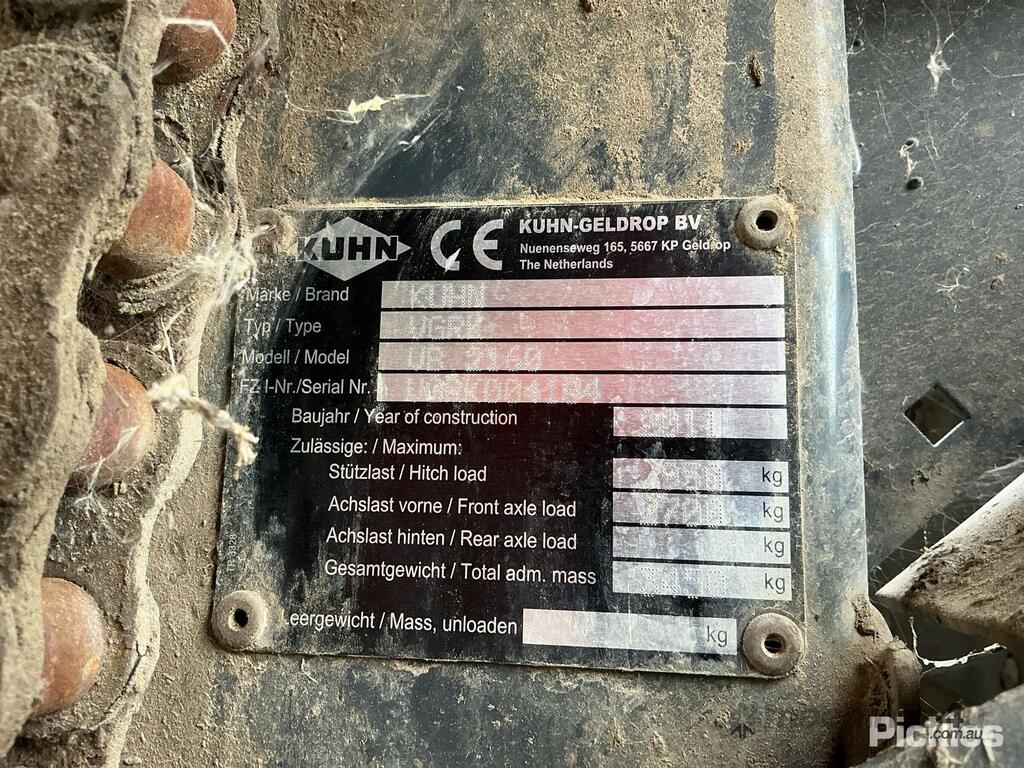 KUHN
CE
KUHN-GELDROP BV
Nuenenseweg 165, 5667 KP Geldrop
The Netherlands
Marke / Brand KUHN
Typ / Type
Modell / Model 2160
FZ I-Nr./Serial Nr.
Baujahr / Year of construction
Zulässige: / Maximum:
Stützlast / Hitch load kg
Achslast vorne / Front axle load kg
Achslast hinten / Rear axle load kg
Gesamtgewicht / Total adm. mass kg
Leergewicht / Mass, unloaden kg
Pickles
.com.au